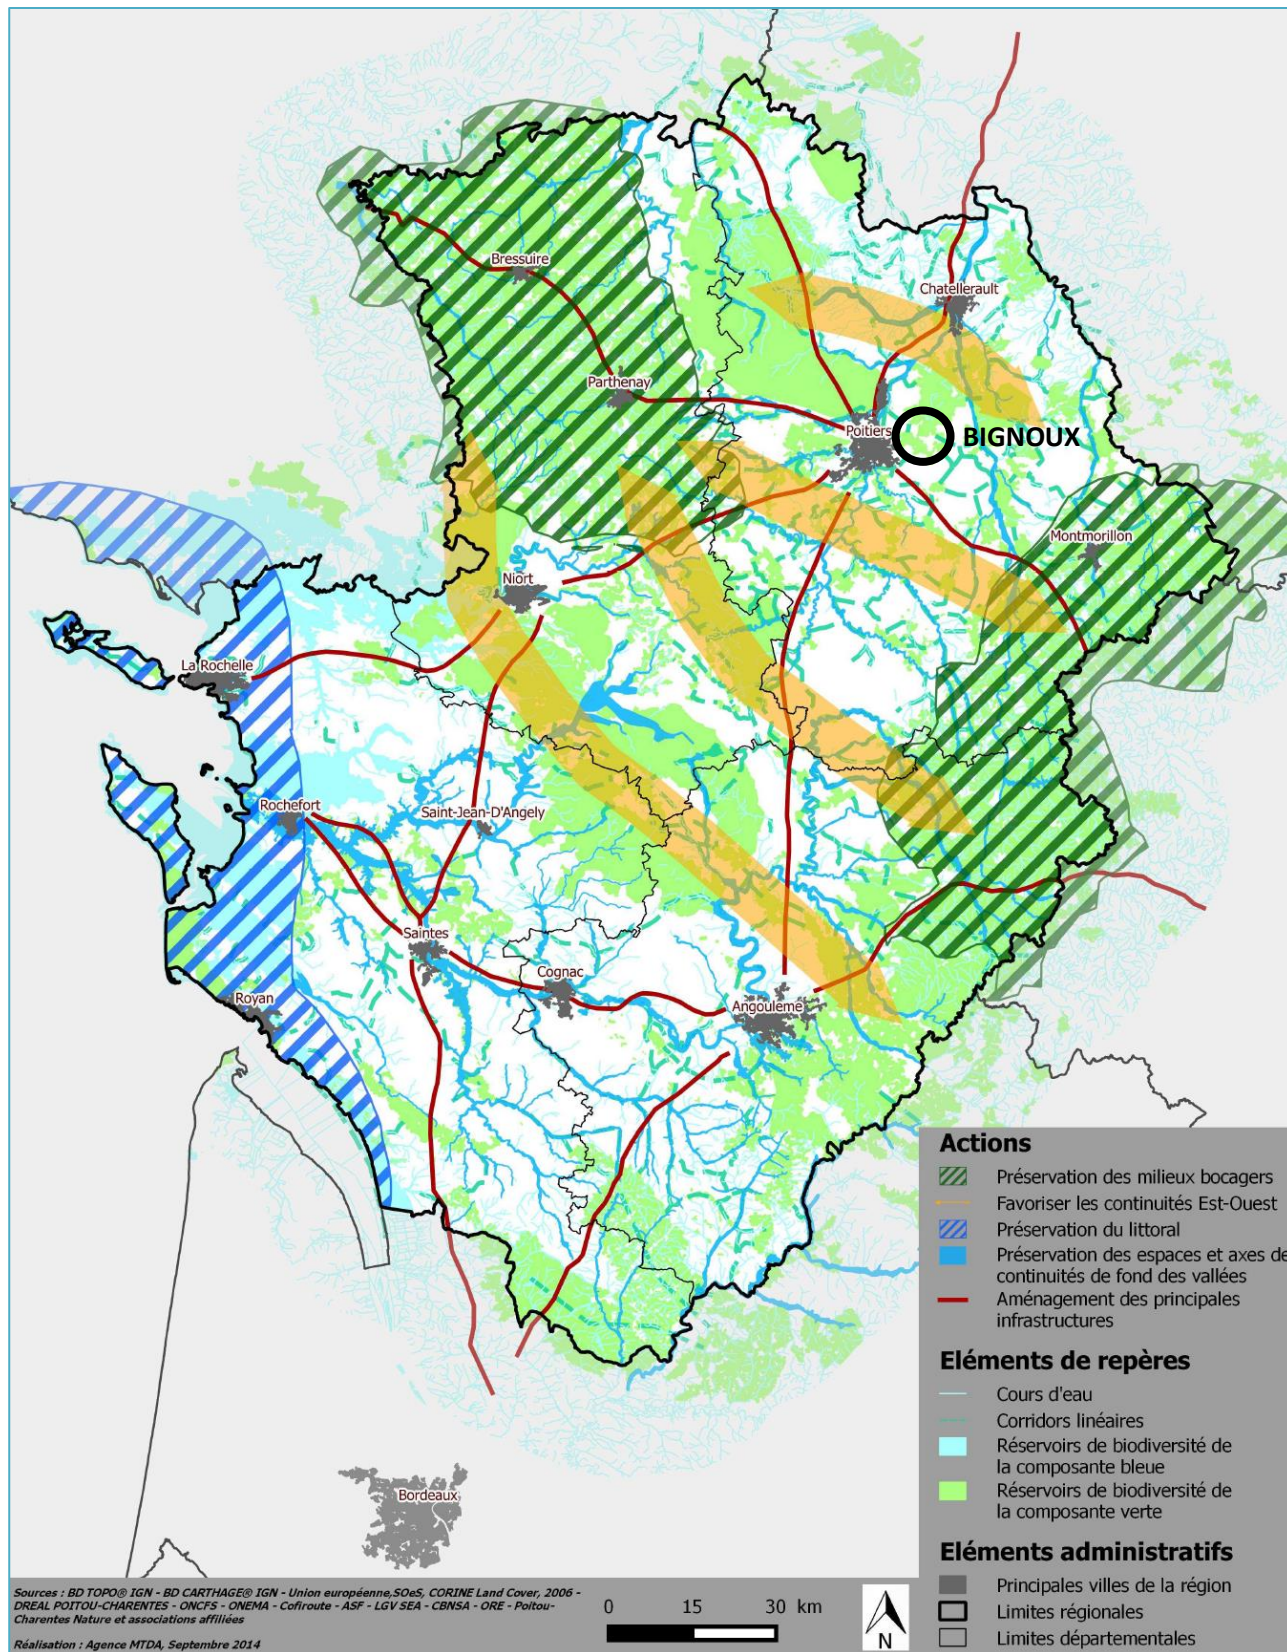 Bressuire
Chatellerault
Parthenay
Poitiers
BIGNOUX
Montmorillon
Niort
La Rochelle
Rochefort
Saint-Jean-D'Angely
Saintes
Cognac
Royan
Angouleme
Bordeaux
Actions
Préservation des milieux bocagers
Favoriser les continuités Est-Ouest
Préservation du littoral
Préservation des espaces et axes de
continuités de fond des vallées
Aménagement des principales
infrastructures
Eléments de repères
Cours d'eau
Corridors linéaires
Réservoirs de biodiversité de
la composante bleue
Réservoirs de biodiversité de
la composante verte
Eléments administratifs
Principales villes de la région
Limites régionales
Limites départementales
Sources : BD TOPO® IGN - BD CARTHAGE® IGN - Union européenne,SOeS, CORINE Land Cover, 2006 -
DREAL POITOU-CHARENTES - ONCFS - ONEMA - Cofiroute - ASF - LGV SEA - CBNSA - ORE - Poitou-
Charentes Nature et associations affiliées
Réalisation : Agence MTDA, Septembre 2014
0 15 30 km
N